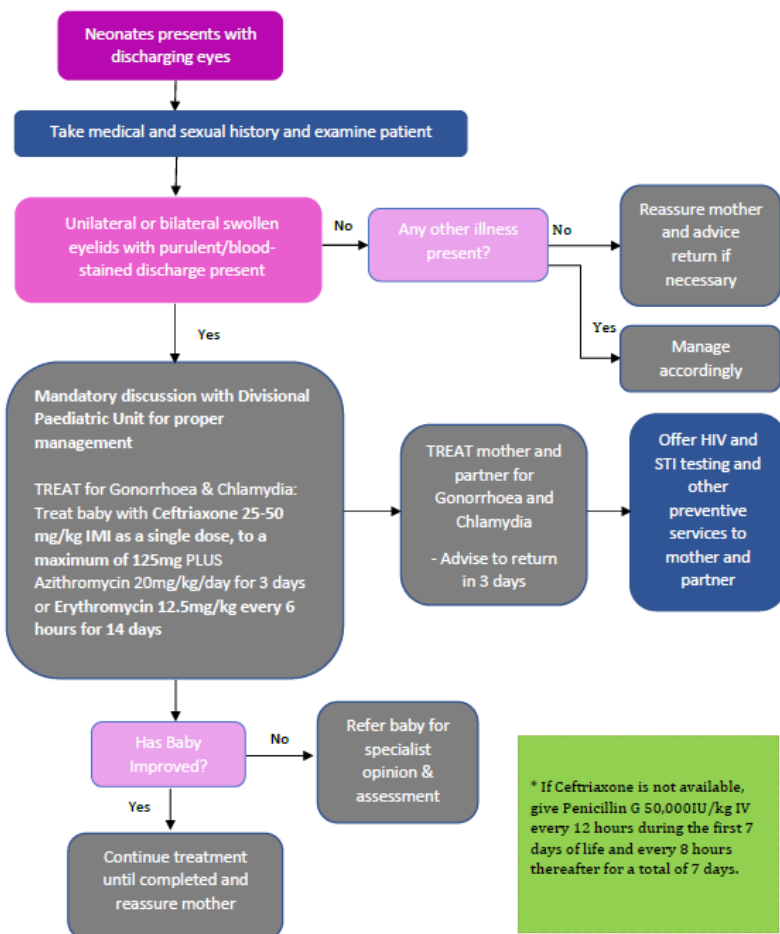 Neonates presents with
discharging eyes
Take medical and sexual history and examine patient
Unilateral or bilateral swollen
eyelids with purulent/blood-
stained discharge present
No
Any other illness
present?
No
Reassure mother
and advice
return if
necessary
Yes
Manage
accordingly
Yes
Mandatory discussion with Divisional
Paediatric Unit for proper
management
TREAT for Gonorrhoea & Chlamydia:
Treat baby with Ceftriaxone 25-50
mg/kg IMI as a single dose, to a
maximum of 125mg PLUS
Azithromycin 20mg/kg/day for 3 days
or Erythromycin 12.5mg/kg every 6
hours for 14 days
TREAT mother and
partner for
Gonorrhoea and
Chlamydia
- Advise to return
in 3 days
Offer HIV and
STI testing and
other
preventive
services to
mother and
partner
Has Baby
Improved?
No
Refer baby for
specialist
opinion &
assessment
Yes
Continue treatment
until completed and
reassure mother
* If Ceftriaxone is not available,
give Penicillin G 50,000IU/kg IV
every 12 hours during the first 7
days of life and every 8 hours
thereafter for a total of 7 days.